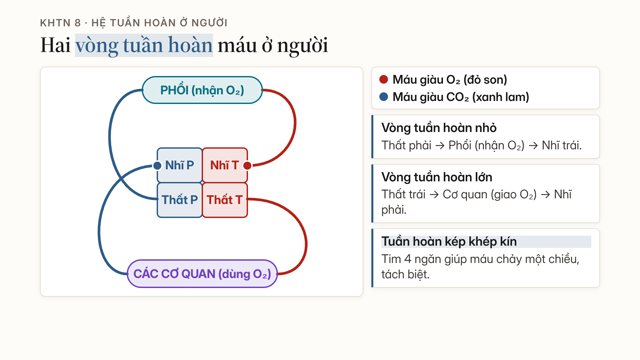 KHTN 8 · HỆ TUẦN HOÀN Ở NGƯỜI
Hai vòng tuần hoàn máu ở người
PHỔI (nhận O₂)
Nhĩ P
Nhĩ T
Thất P
Thất T
CÁC CƠ QUAN (dùng O₂)
Máu giàu O₂ (đỏ son)
Máu giàu CO₂ (xanh lam)
Vòng tuần hoàn nhỏ
Thất phải → Phổi (nhận O₂) → Nhĩ trái.
Vòng tuần hoàn lớn
Thất trái → Cơ quan (giao O₂) → Nhĩ
phải.
Tuần hoàn kép khép kín
Tim 4 ngăn giúp máu chảy một chiều,
tách biệt.